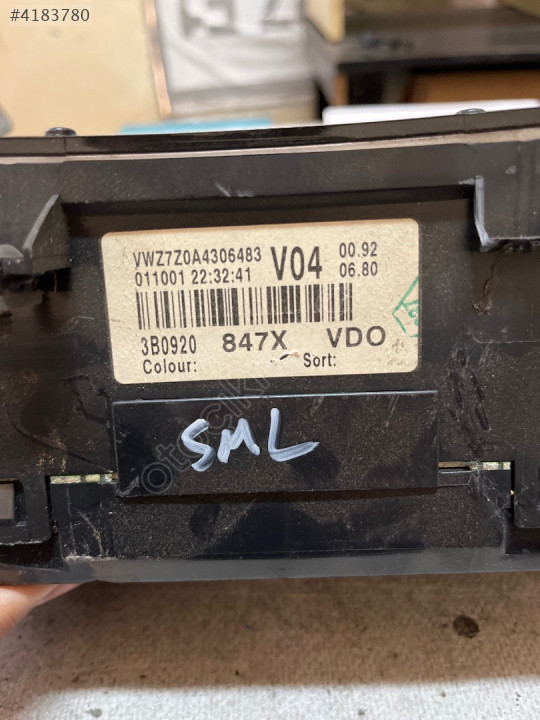 #4183780
VWZ7Z0A4306483 V04 00.92
011001 22:32:41 06.80
3B0920 847X VDO
Colour: Sort:
SML